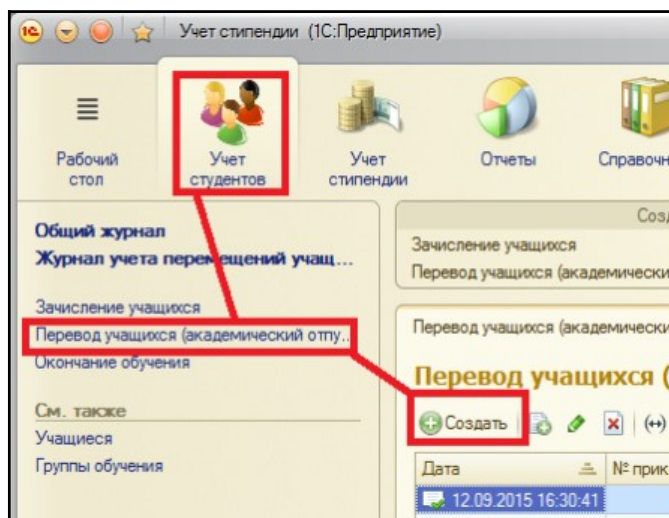 Учет стипендии (1С:Предприятие)
Рабочий стол
Учет студентов
Учет стипендии
Отчеты
Справочн
Общий журнал
Журнал учета перемещений учащ...
Зачисление учащихся
Перевод учащихся (академический отпу...
Окончание обучения
См. также
Учащиеся
Группы обучения
Созд
Зачисление учащихся
Перевод учащихся (академически
Перевод учащихся (академически
Перевод учащихся (
Создать
Дата
№ прик
12.09.2015 16:30:41